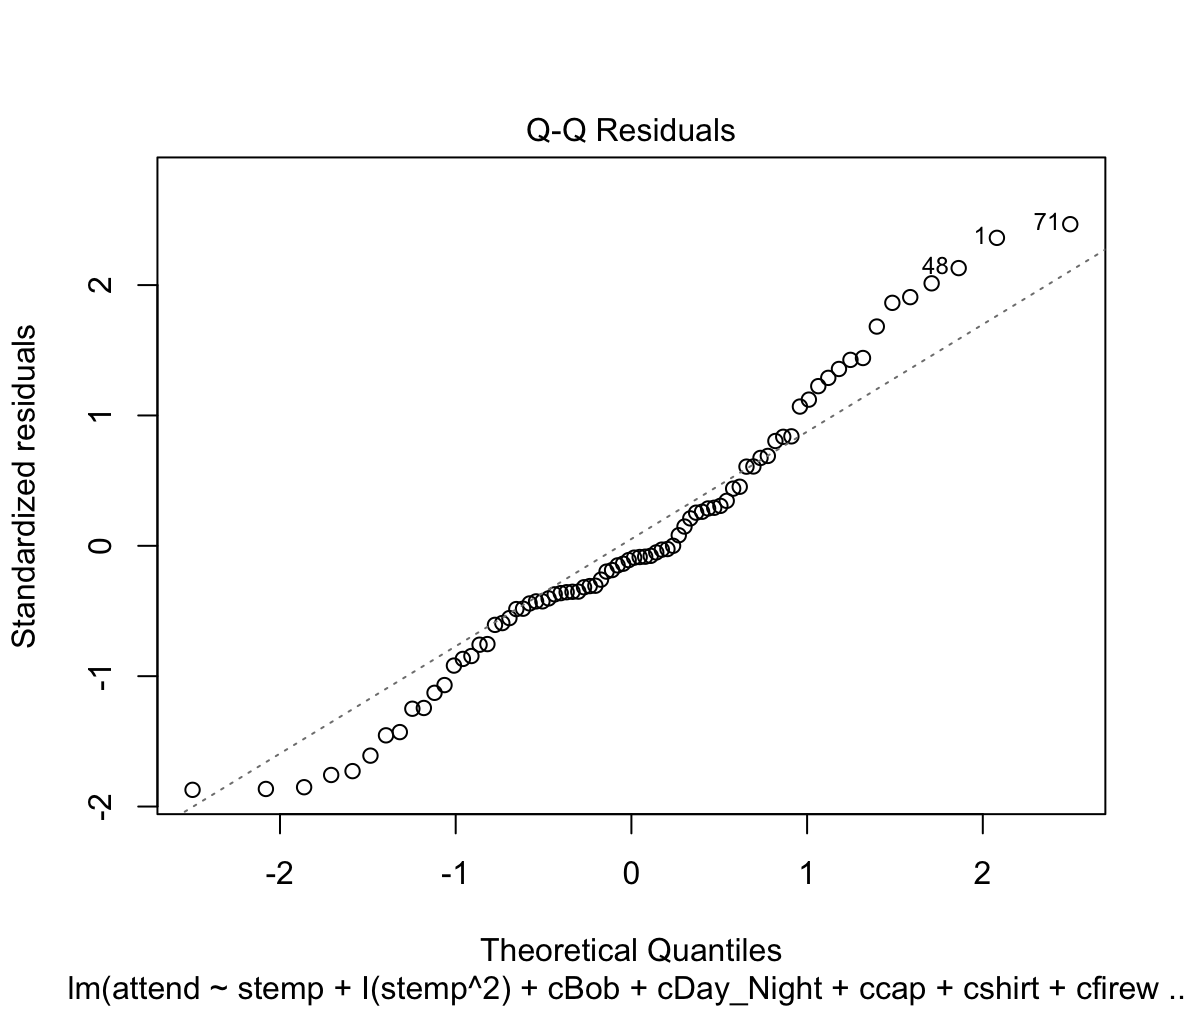 Q-Q Residuals
Standardized residuals
2
1
0
-1
-2
71
1
48
-2 -1 0 1 2
Theoretical Quantiles
lm(attend ~ stemp + I(stemp^2) + cBob + cDay_Night + ccap + cshirt + cfirew ..